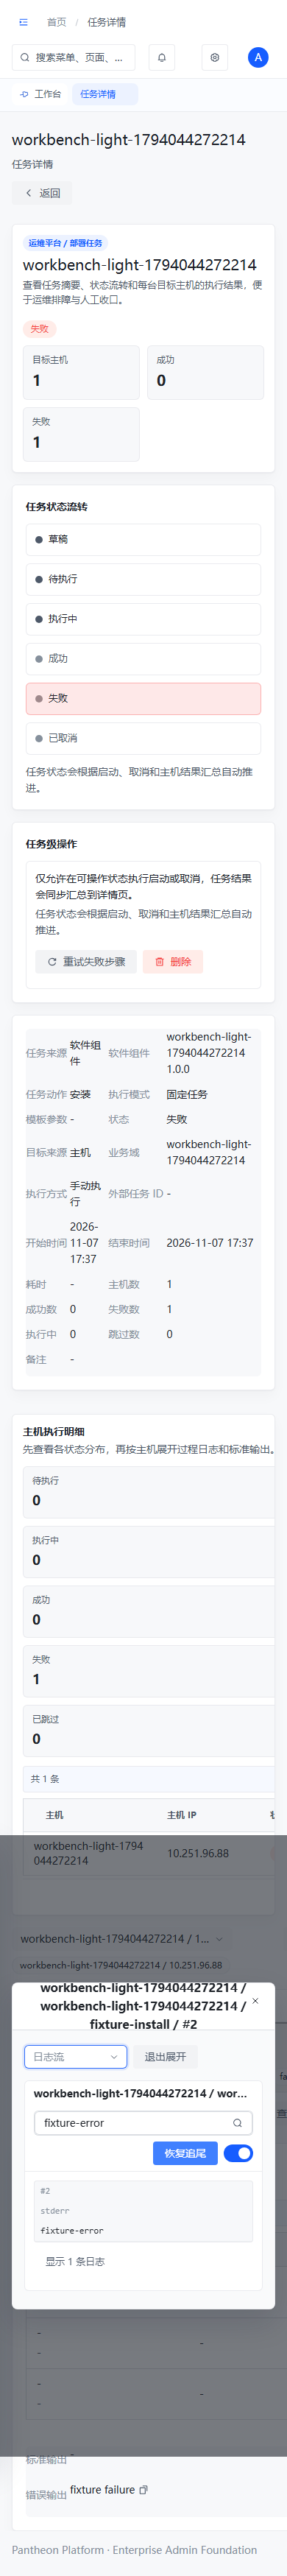 首页 / 任务详情
搜索菜单、页面、...
A
工作台 任务详情
workbench-light-1794044272214
任务详情
返回
运维平台 / 部署任务
workbench-light-1794044272214
查看任务摘要、状态流转和每台目标主机的执行结果，便
于运维排障与人工收口。
失败
目标主机
1
成功
0
失败
1
任务状态流转
草稿
待执行
执行中
成功
失败
已取消
任务状态会根据启动、取消和主机结果汇总自动推
进。
任务级操作
仅允许在可操作状态执行启动或取消，任务结果
会同步汇总到详情页。
任务状态会根据启动、取消和主机结果汇总自动
推进。
重试失败步骤 删除
任务来源 软件组件 软件组件 workbench-light-1794044272214 1.0.0
任务动作 安装 执行模式 固定任务
模板参数 - 状态 失败
目标来源 主机 业务域 workbench-light-1794044272214
执行方式 手动执行 外部任务 ID -
开始时间 2026-11-07 17:37 结束时间 2026-11-07 17:37
耗时 - 主机数 1
成功数 0 失败数 1
执行中 0 跳过数 0
备注 -
主机执行明细
先查看各状态分布，再按主机展开过程日志和标准输出。
待执行
0
执行中
0
成功
0
失败
1
已跳过
0
共 1 条
主机 主机 IP
workbench-light-1794
044272214 10.251.96.88
workbench-light-1794044272214 / 1...
workbench-light-1794044272214 / 10.251.96.88
workbench-light-1794044272214 /
workbench-light-1794044272214 /
fixture-install / #2
日志流 退出展开
workbench-light-1794044272214 / wor...
fixture-error
恢复追尾
#2
stderr
fixture-error
显示 1 条日志
-
- -
-
- -
标准输出 -
错误输出 fixture failure
Pantheon Platform · Enterprise Admin Foundation